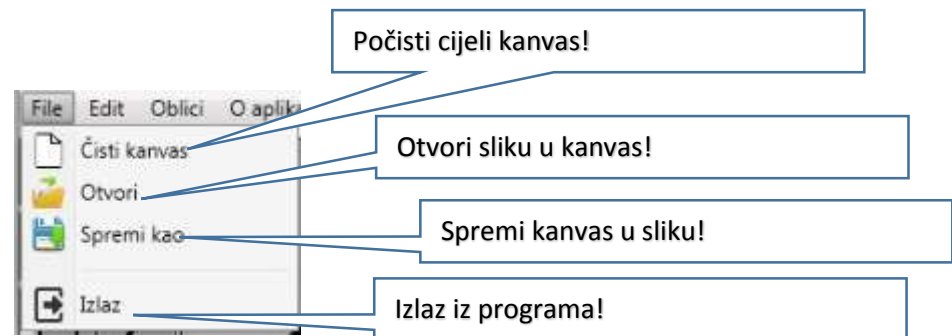 Počisti cijeli kanvas!
File Edit Oblici O aplika
Čisti kanvas
Otvori sliku u kanvas!
Otvori
Spremi kanvas u sliku!
Spremi kao
Izlaz iz programa!
Izlaz